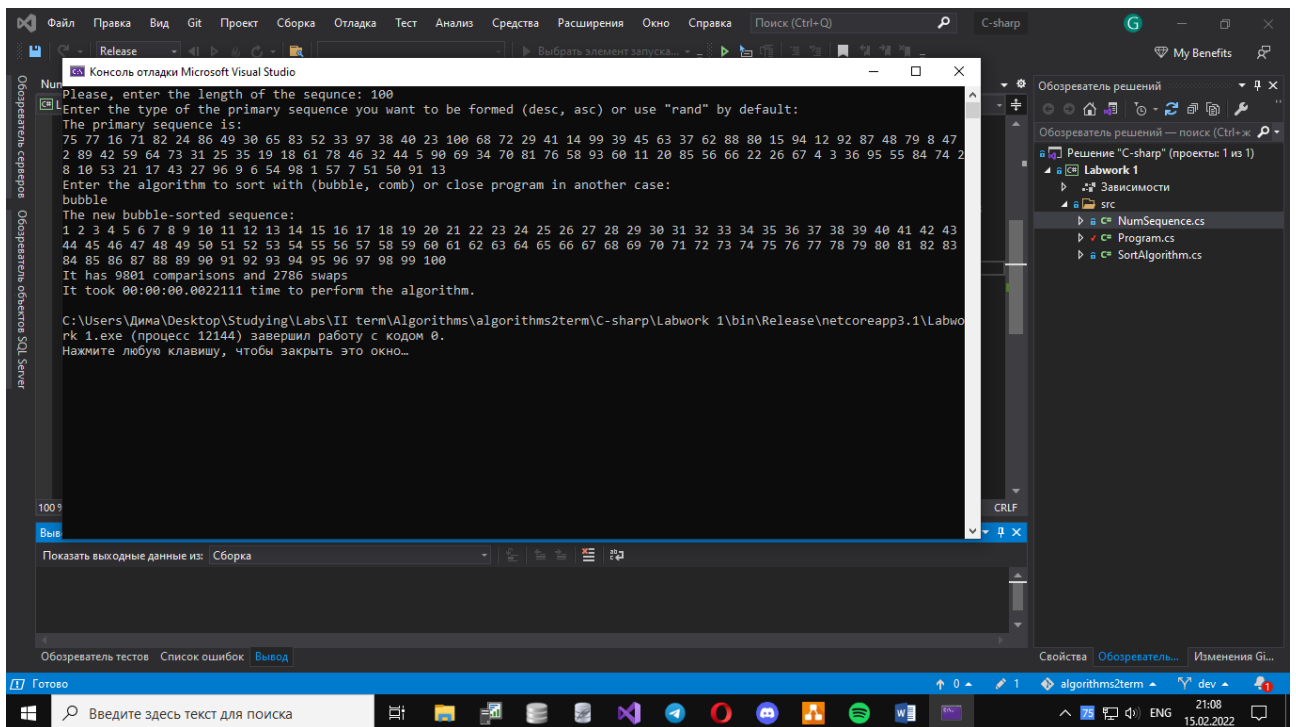 Файл Правка Вид Git Проект Сборка Отладка Тест Анализ Средства Расширения Окно Справка Поиск (Ctrl+Q) C-sharp G
Release Выбрать элемент запуска...
My Benefits
Консоль отладки Microsoft Visual Studio
Please, enter the length of the sequnce: 100
Enter the type of the primary sequence you want to be formed (desc, asc) or use "rand" by default:
The primary sequence is:
75 77 16 71 82 24 86 49 30 65 83 52 33 97 38 40 23 100 68 72 29 41 14 99 39 45 63 37 62 88 80 15 94 12 92 87 48 79 8 47
2 89 42 59 64 73 31 25 35 19 18 61 78 46 32 44 5 90 69 34 70 81 76 58 93 60 11 20 85 56 66 22 26 67 4 3 36 95 55 84 74 2
8 10 53 21 17 43 27 96 9 6 54 98 1 57 7 51 50 91 13
Enter the algorithm to sort with (bubble, comb) or close program in another case:
bubble
The new bubble-sorted sequence:
1 2 3 4 5 6 7 8 9 10 11 12 13 14 15 16 17 18 19 20 21 22 23 24 25 26 27 28 29 30 31 32 33 34 35 36 37 38 39 40 41 42 43
44 45 46 47 48 49 50 51 52 53 54 55 56 57 58 59 60 61 62 63 64 65 66 67 68 69 70 71 72 73 74 75 76 77 78 79 80 81 82 83
84 85 86 87 88 89 90 91 92 93 94 95 96 97 98 99 100
It has 9801 comparisons and 2786 swaps
It took 00:00:00.0022111 time to perform the algorithm.
C:\Users\Дима\Desktop\Studying\Labs\II term\Algorithms\algorithms2term\C-sharp\Labwork 1\bin\Release\netcoreapp3.1\Labwo
rk 1.exe (процесс 12144) завершил работу с кодом 0.
Нажмите любую клавишу, чтобы закрыть это окно…
Обозреватель серверов
Обозреватель объектов SQL Server
Num
Обозреватель решений
Обозреватель решений — поиск (Ctrl+ж
Решение "C-sharp" (проекты: 1 из 1)
Labwork 1
Зависимости
src
C# NumSequence.cs
C# Program.cs
C# SortAlgorithm.cs
100 %
CRLF
Выв
Показать выходные данные из: Сборка
Обозреватель тестов Список ошибок Вывод
Свойства Обозреватель... Изменения Gi...
Готово
0 1 algorithms2term dev 1
Введите здесь текст для поиска
75 ENG 21:08
15.02.2022